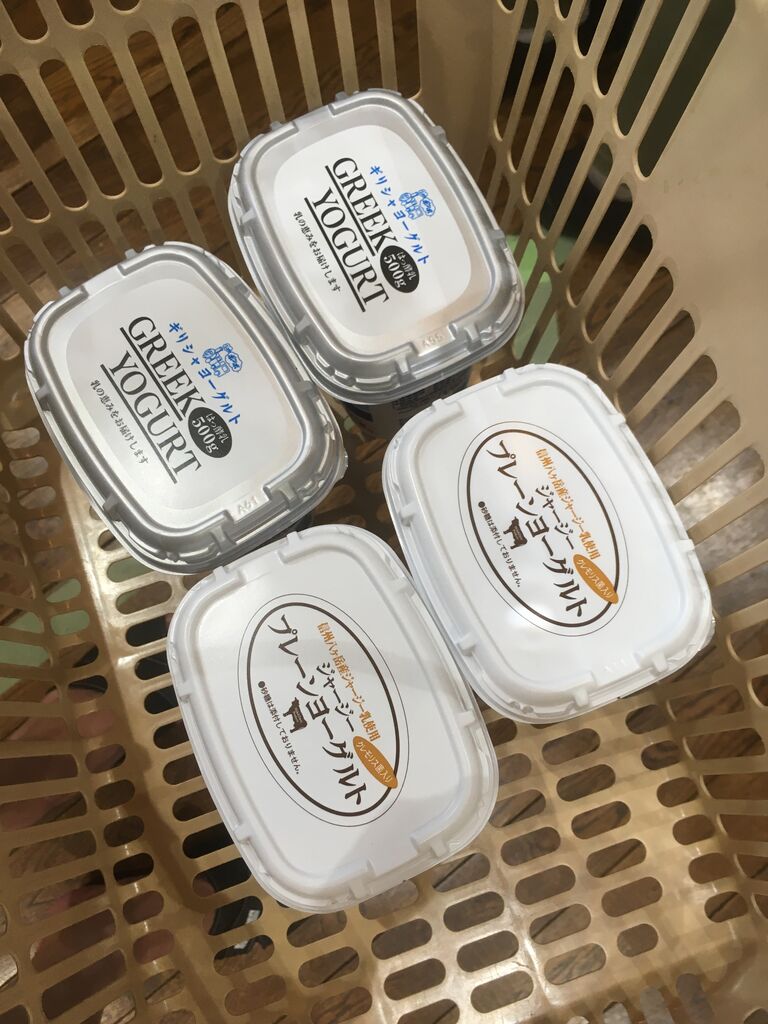 ギリシャヨーグルト
GREEK
YOGURT
はっ酵乳
500g
乳の恵みをお届けします
ギリシャヨーグルト
GREEK
YOGURT
はっ酵乳
500g
乳の恵みをお届けします
信州八ヶ岳産ジャージー乳使用
ジャージー
プレーンヨーグルト
クレモリス菌入り
●砂糖は添付しておりません。
信州八ヶ岳産ジャージー乳使用
ジャージー
プレーンヨーグルト
クレモリス菌入り
●砂糖は添付しておりません。